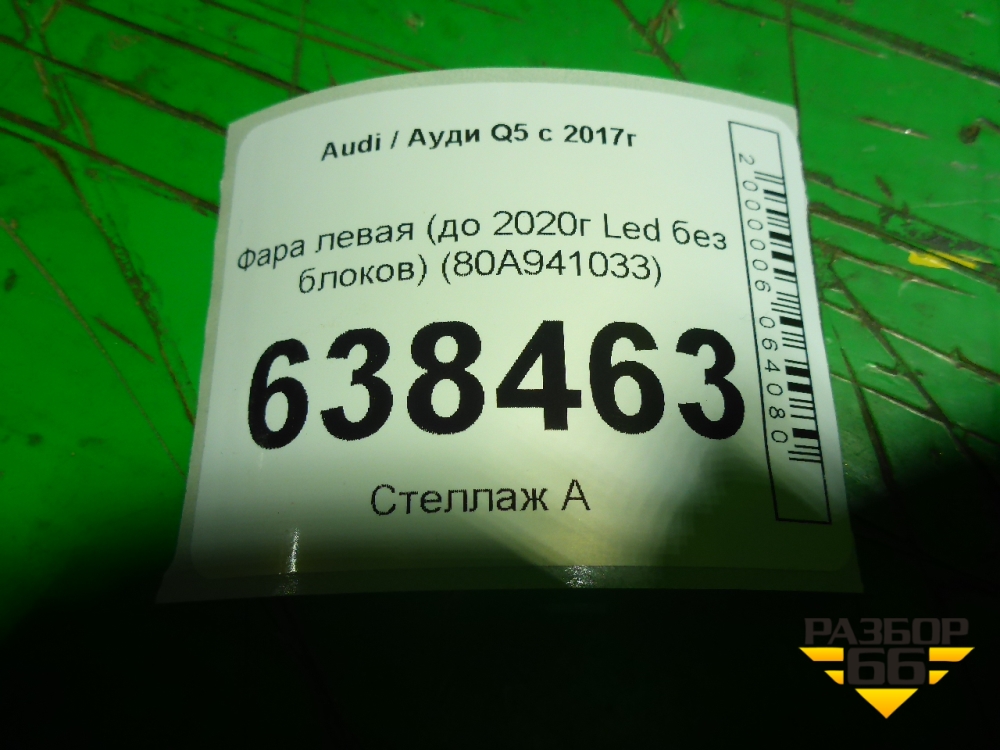 Audi / Ауди Q5 с 2017г
Фара левая (до 2020г Led без
блоков) (80A941033)
638463
Стеллаж А
2000006064080
РАЗБОР
66